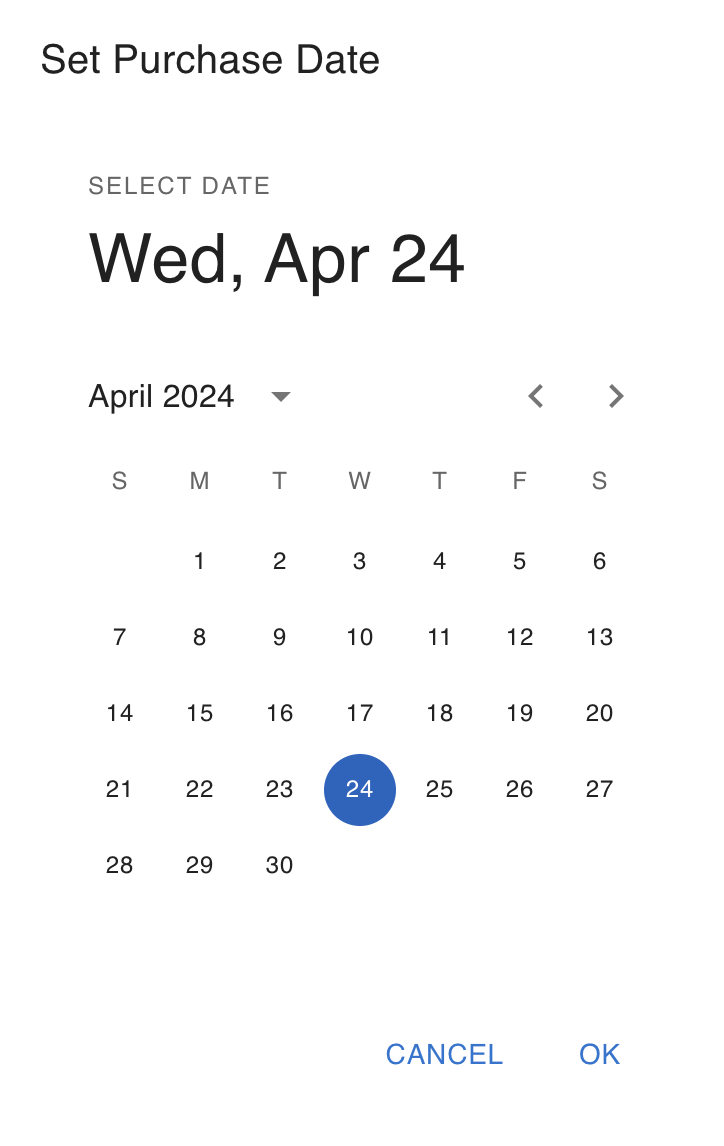 Set Purchase Date
SELECT DATE
Wed, Apr 24
April 2024
S M T W T F S
1 2 3 4 5 6
7 8 9 10 11 12 13
14 15 16 17 18 19 20
21 22 23 24 25 26 27
28 29 30
CANCEL OK